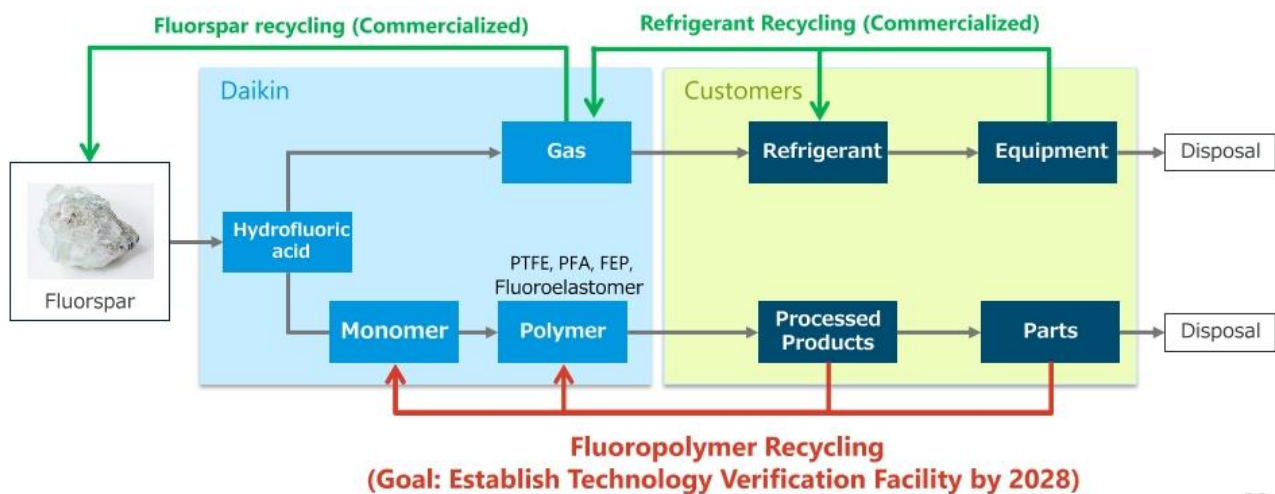 Fluorspar recycling (Commercialized)
Refrigerant Recycling (Commercialized)
Daikin
Customers
Gas
Refrigerant
Equipment
Disposal
Hydrofluoric
acid
Fluorspar
PTFE, PFA, FEP,
Fluoroelastomer
Monomer
Polymer
Processed
Products
Parts
Disposal
Fluoropolymer Recycling
(Goal: Establish Technology Verification Facility by 2028)